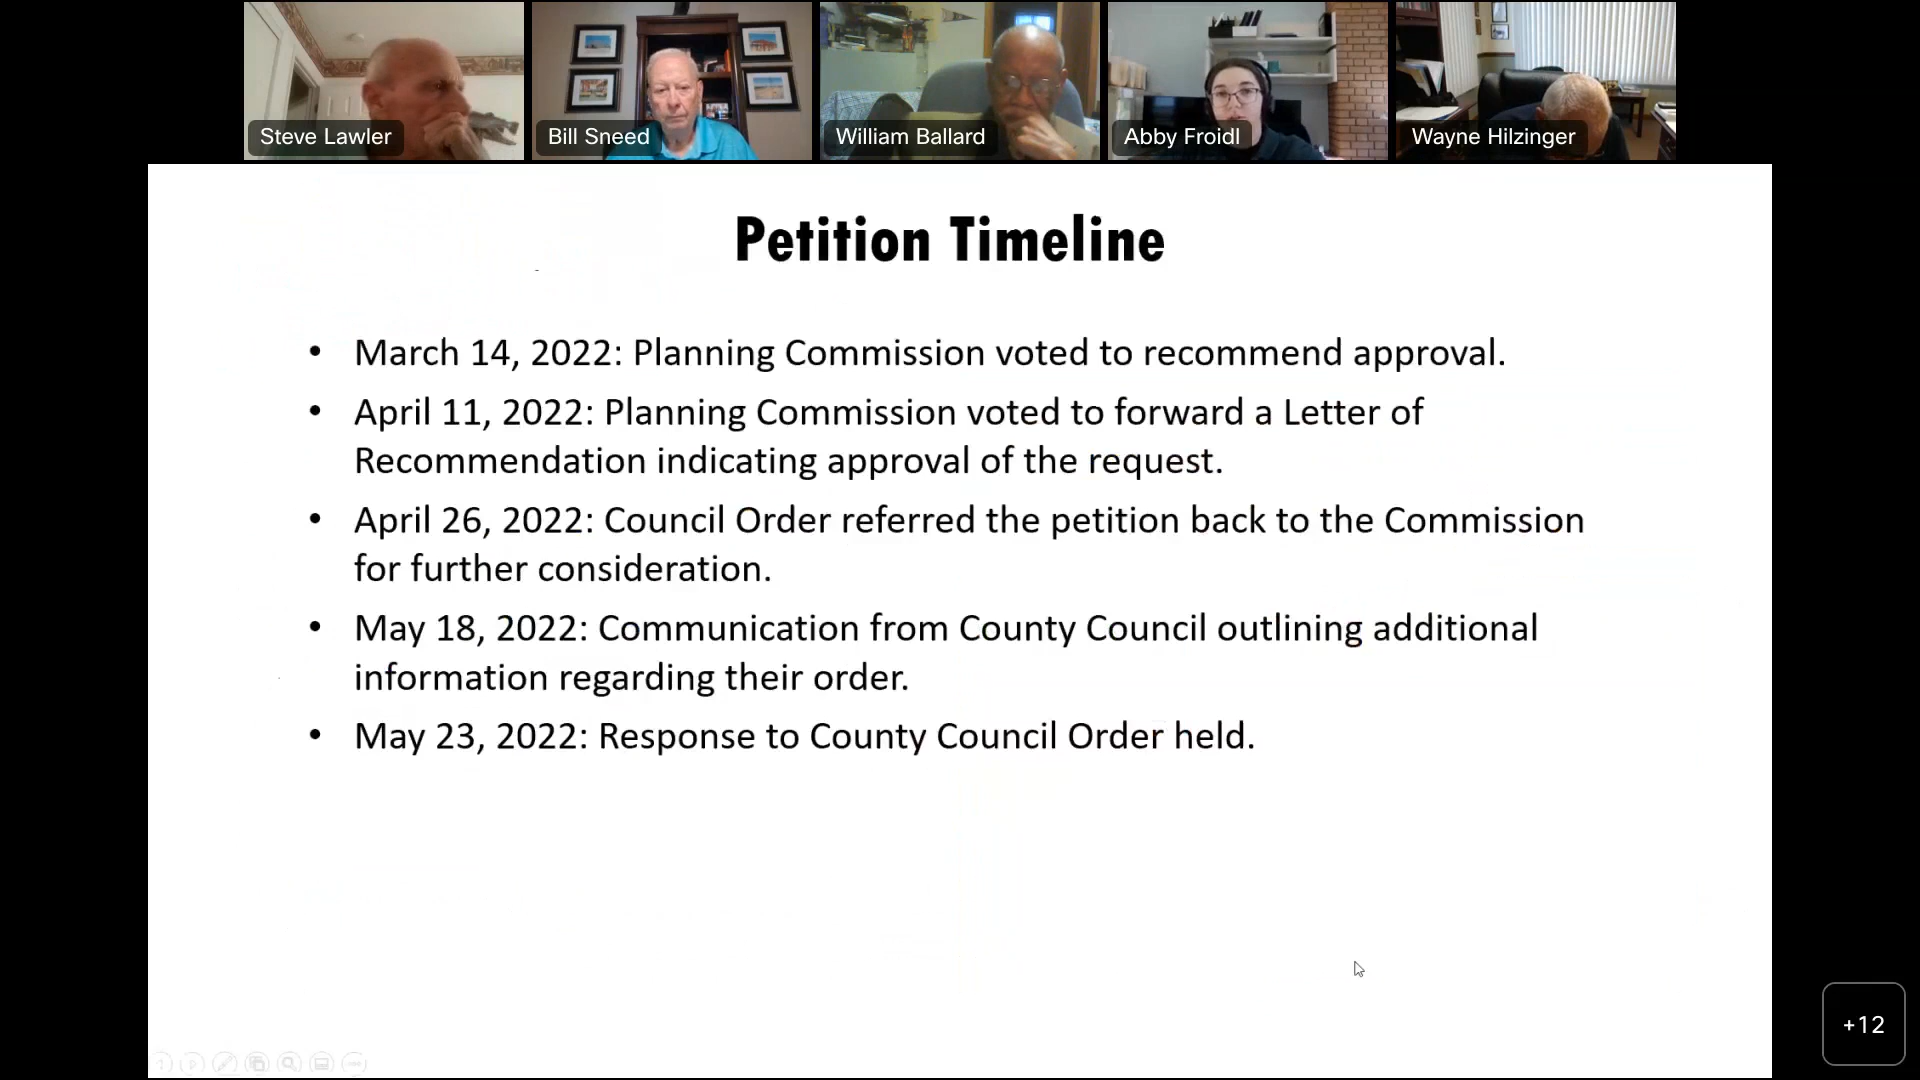 Steve Lawler
Bill Sneed
William Ballard
Abby Froidl
Wayne Hilzinger
Petition Timeline
• March 14, 2022: Planning Commission voted to recommend approval.
• April 11, 2022: Planning Commission voted to forward a Letter of
Recommendation indicating approval of the request.
• April 26, 2022: Council Order referred the petition back to the Commission
for further consideration.
• May 18, 2022: Communication from County Council outlining additional
information regarding their order.
• May 23, 2022: Response to County Council Order held.
+12